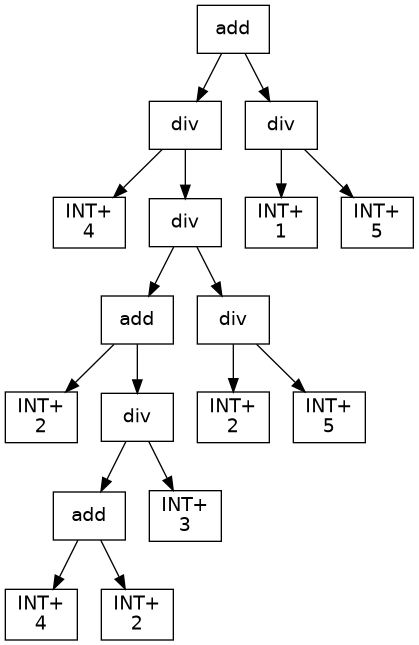 add
div
div
INT+
4
div
INT+
1
INT+
5
add
div
INT+
2
div
INT+
2
INT+
5
add
INT+
3
INT+
4
INT+
2